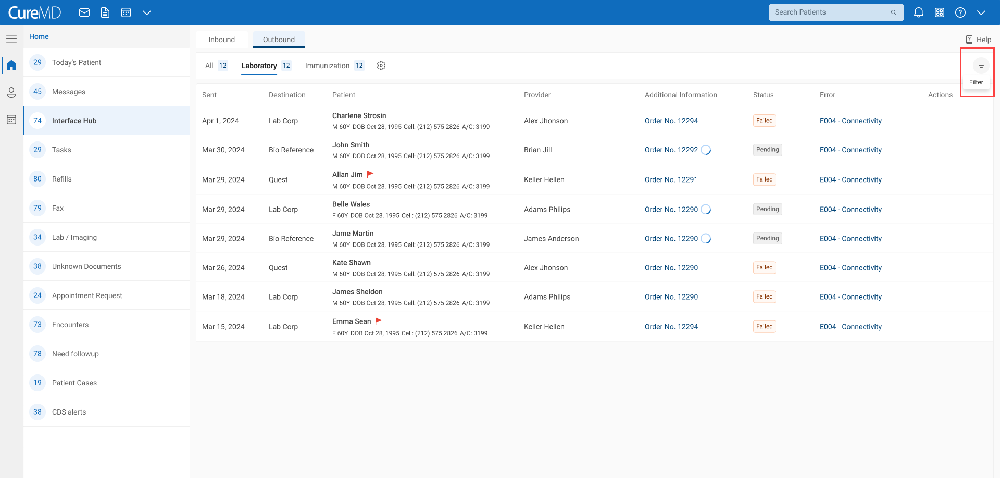 CureMD
Search Patients
Home
29 Today's Patient
45 Messages
74 Interface Hub
29 Tasks
80 Refills
79 Fax
34 Lab / Imaging
38 Unknown Documents
24 Appointment Request
73 Encounters
78 Need followup
19 Patient Cases
38 CDS alerts
Inbound Outbound
Help
All 12 Laboratory 12 Immunization 12
Filter
Sent Destination Patient Provider Additional Information Status Error Actions
Charlene Strosin
Apr 1, 2024 Lab Corp Alex Jhonson Order No. 12294 Failed E004 - Connectivity
M 60Y DOB Oct 28, 1995 Cell: (212) 575 2826 A/C: 3199
John Smith
Mar 30, 2024 Bio Reference Brian Jill Order No. 12292 Pending E004 - Connectivity
M 60Y DOB Oct 28, 1995 Cell: (212) 575 2826 A/C: 3199
Allan Jim
Mar 29, 2024 Quest Keller Hellen Order No. 12291 Failed E004 - Connectivity
M 60Y DOB Oct 28, 1995 Cell: (212) 575 2826 A/C: 3199
Belle Wales
Mar 29, 2024 Lab Corp Adams Philips Order No. 12290 Pending E004 - Connectivity
F 60Y DOB Oct 28, 1995 Cell: (212) 575 2826 A/C: 3199
Jame Martin
Mar 29, 2024 Bio Reference James Anderson Order No. 12290 Pending E004 - Connectivity
M 60Y DOB Oct 28, 1995 Cell: (212) 575 2826 A/C: 3199
Kate Shawn
Mar 26, 2024 Quest Alex Jhonson Order No. 12290 Failed E004 - Connectivity
M 60Y DOB Oct 28, 1995 Cell: (212) 575 2826 A/C: 3199
James Sheldon
Mar 18, 2024 Lab Corp Adams Philips Order No. 12290 Failed E004 - Connectivity
M 60Y DOB Oct 28, 1995 Cell: (212) 575 2826 A/C: 3199
Emma Sean
Mar 15, 2024 Lab Corp Keller Hellen Order No. 12294 Failed E004 - Connectivity
F 60Y DOB Oct 28, 1995 Cell: (212) 575 2826 A/C: 3199